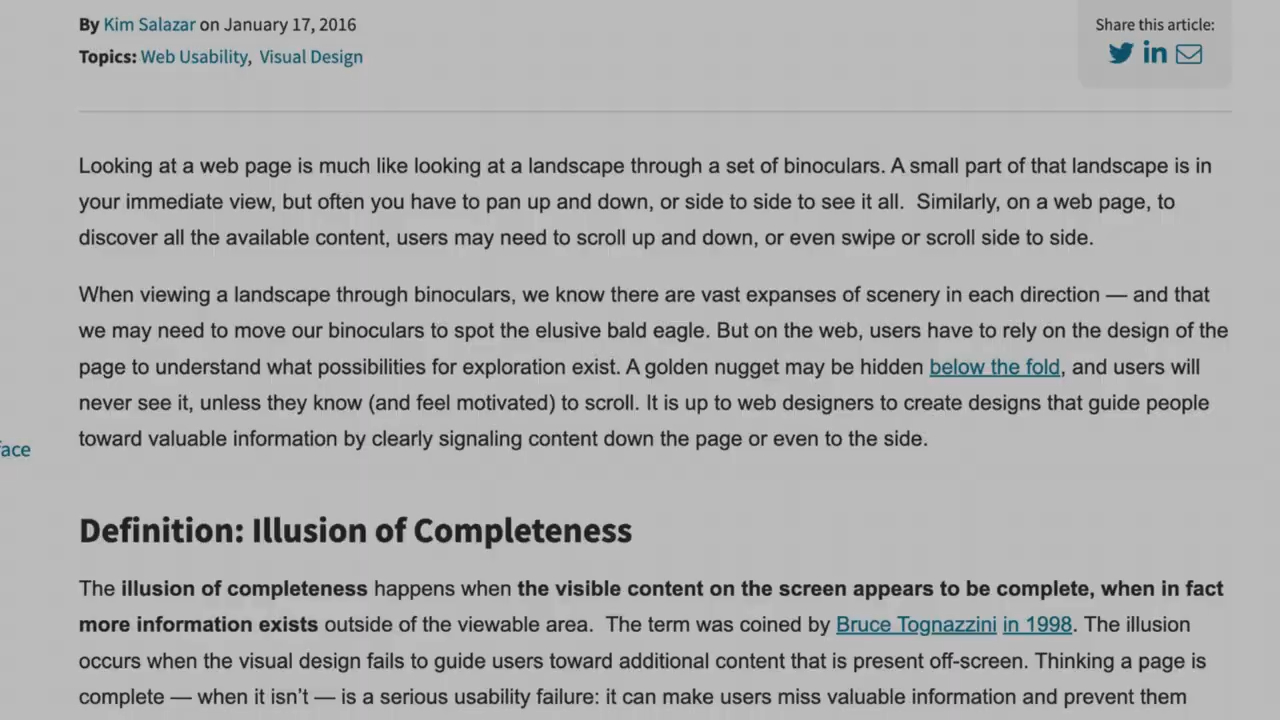 By Kim Salazar on January 17, 2016
Share this article:
Topics: Web Usability, Visual Design
in
Looking at a web page is much like looking at a landscape through a set of binoculars. A small part of that landscape is in
your immediate view, but often you have to pan up and down, or side to side to see it all.  Similarly, on a web page, to
discover all the available content, users may need to scroll up and down, or even swipe or scroll side to side.
When viewing a landscape through binoculars, we know there are vast expanses of scenery in each direction — and that
we may need to move our binoculars to spot the elusive bald eagle. But on the web, users have to rely on the design of the
page to understand what possibilities for exploration exist. A golden nugget may be hidden below the fold, and users will
never see it, unless they know (and feel motivated) to scroll. It is up to web designers to create designs that guide people
toward valuable information by clearly signaling content down the page or even to the side.
face
Definition: Illusion of Completeness
The illusion of completeness happens when the visible content on the screen appears to be complete, when in fact
more information exists outside of the viewable area.  The term was coined by Bruce Tognazzini in 1998. The illusion
occurs when the visual design fails to guide users toward additional content that is present off-screen. Thinking a page is
complete — when it isn’t — is a serious usability failure: it can make users miss valuable information and prevent them